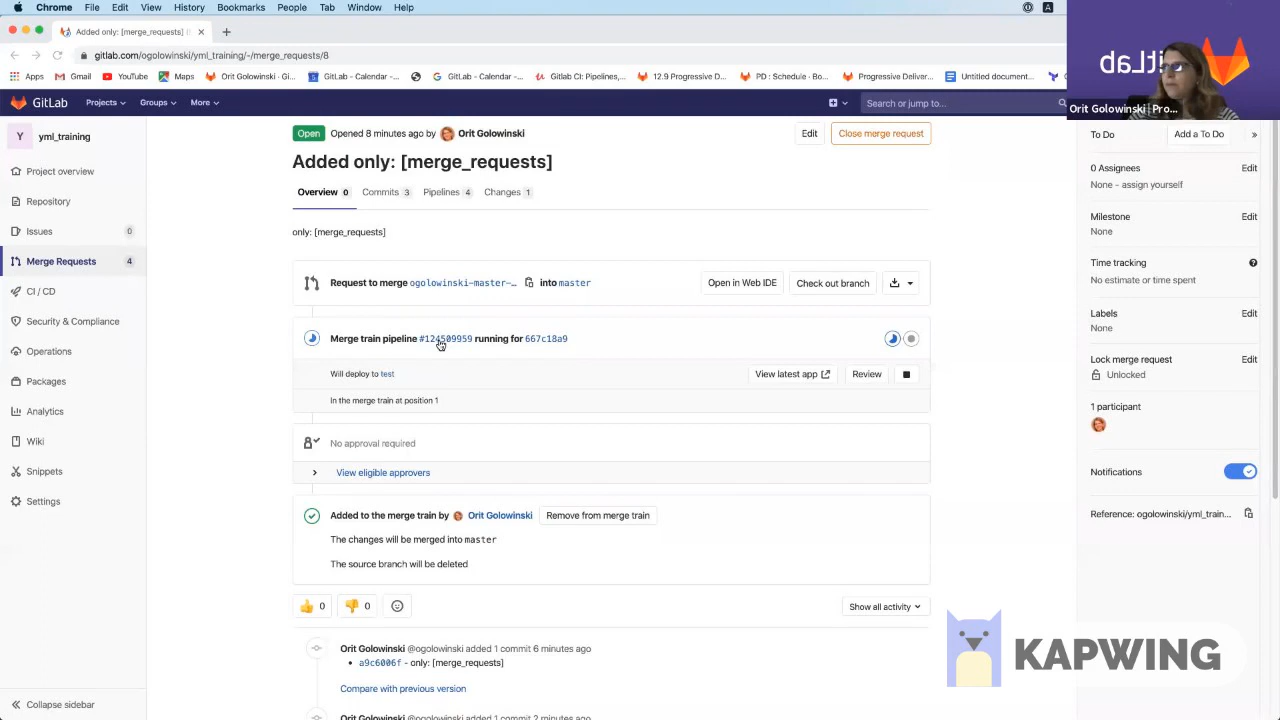 Chrome File Edit View History Bookmarks People Tab Window Help
A
Added only: [merge_requests]
gitlab.com/ogolowinski/yml_training/-/merge_requests/8
Apps Gmail YouTube Maps Orit Golowinski · Gi... GitLab - Calendar -... GitLab - Calendar -... Gitlab CI: Pipelines,... 12.9 Progressive D... PD : Schedule · Bo... Progressive Deliver... Untitled document...
GitLab
Orit Golowinski | Pro...
GitLab Projects Groups More Search or jump to...
Y yml_training
Project overview
Repository
Issues 0
Merge Requests 4
CI / CD
Security & Compliance
Operations
Packages
Analytics
Wiki
Snippets
Settings
Collapse sidebar
Open Opened 8 minutes ago by Orit Golowinski Edit Close merge request
Added only: [merge_requests]
Overview 0 Commits 3 Pipelines 4 Changes 1
only: [merge_requests]
Request to merge ogolowinski-master-… into master Open in Web IDE Check out branch
Merge train pipeline #124509959 running for 667c18a9
Will deploy to test View latest app Review
In the merge train at position 1
No approval required
View eligible approvers
Added to the merge train by Orit Golowinski Remove from merge train
The changes will be merged into master
The source branch will be deleted
0 0 Show all activity
Orit Golowinski @ogolowinski added 1 commit 6 minutes ago
a9c6006f - only: [merge_requests]
Compare with previous version
Orit Golowinski @ogolowinski added 1 commit 2 minutes ago
To Do Add a To Do »
0 Assignees Edit
None - assign yourself
Milestone Edit
None
Time tracking
No estimate or time spent
Labels Edit
None
Lock merge request Edit
Unlocked
1 participant
Notifications
Reference: ogolowinski/yml_train...
KAPWING